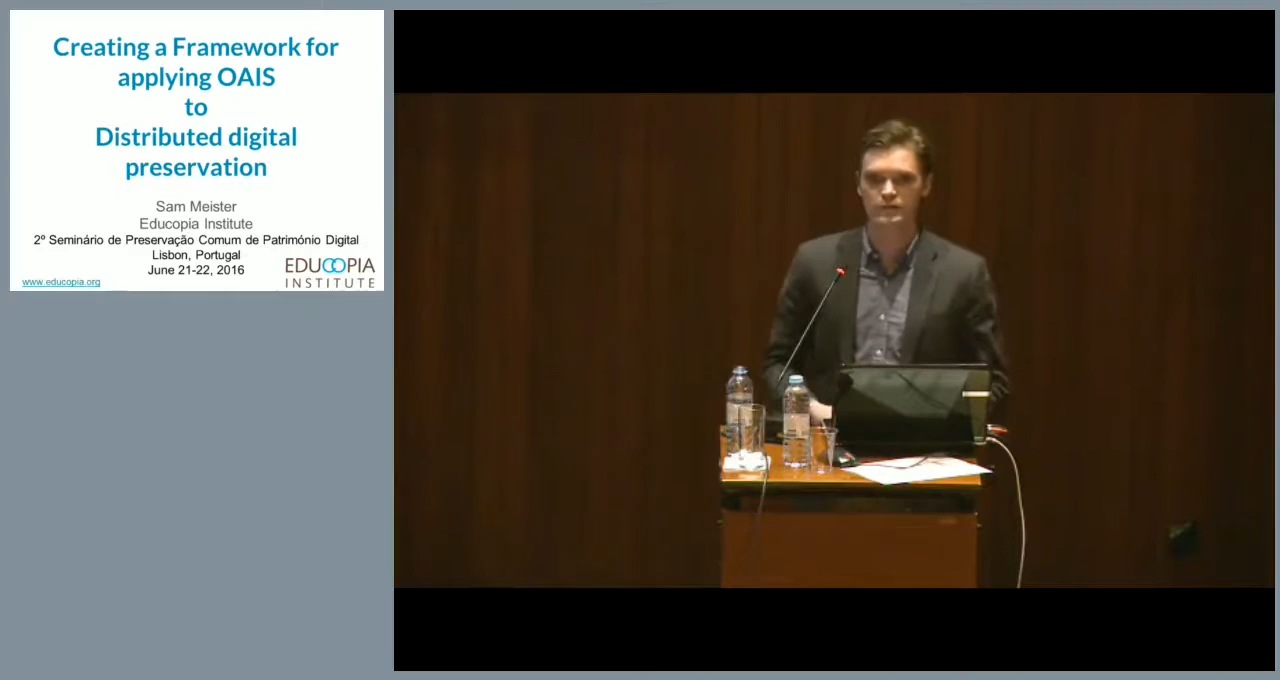 Creating a Framework for
applying OAIS
to
Distributed digital
preservation
Sam Meister
Educopia Institute
2º Seminário de Preservação Comum de Património Digital
Lisbon, Portugal
June 21-22, 2016
EDUCOPIA
INSTITUTE
www.educopia.org